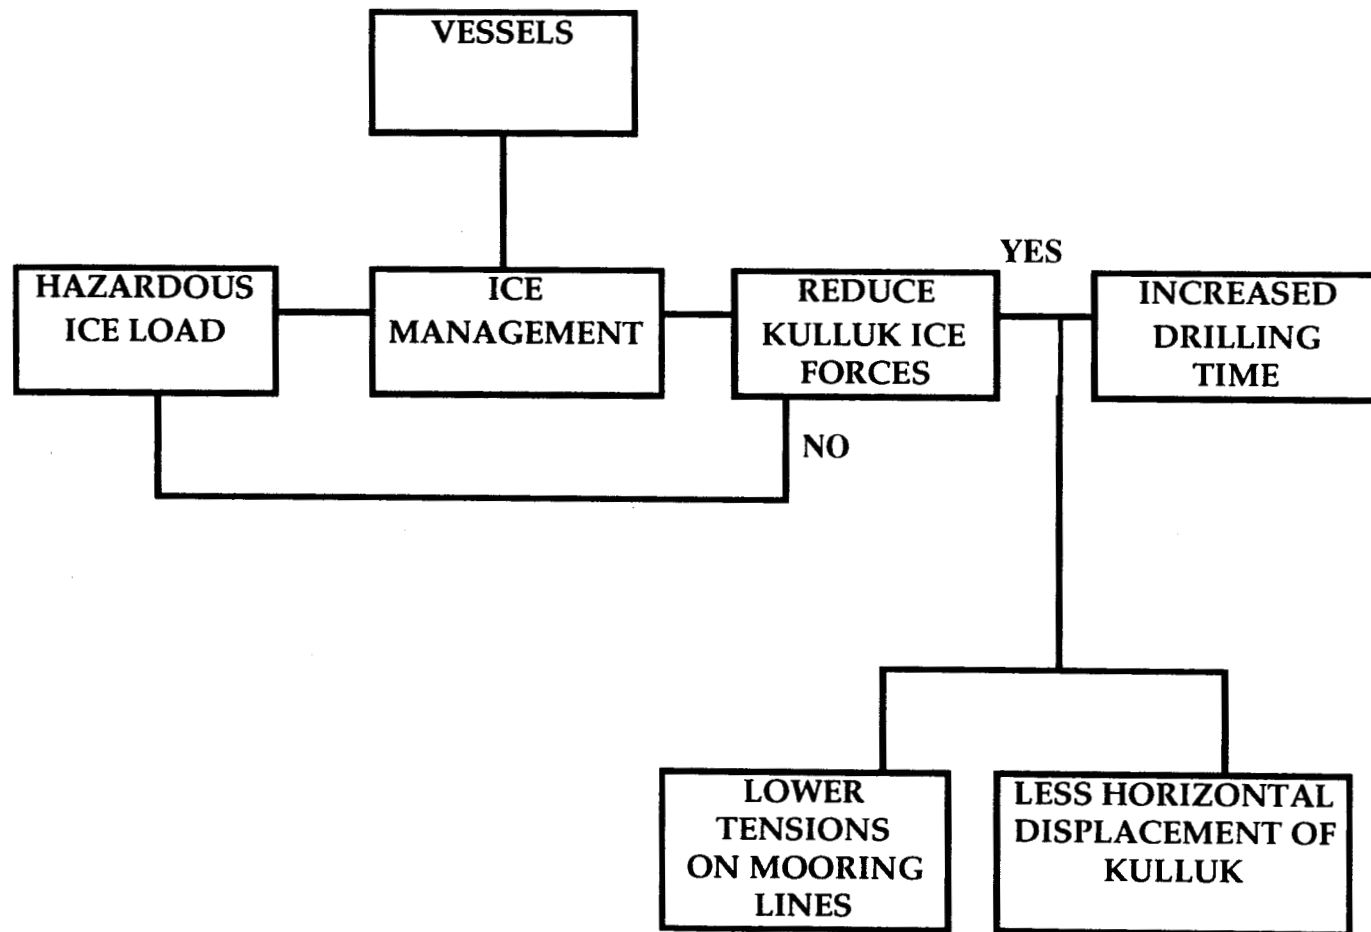 VESSELS
HAZARDOUS
ICE LOAD
ICE
MANAGEMENT
REDUCE
KULLUK ICE
FORCES
YES
INCREASED
DRILLING
TIME
NO
LOWER
TENSIONS
ON MOORING
LINES
LESS HORIZONTAL
DISPLACEMENT OF
KULLUK